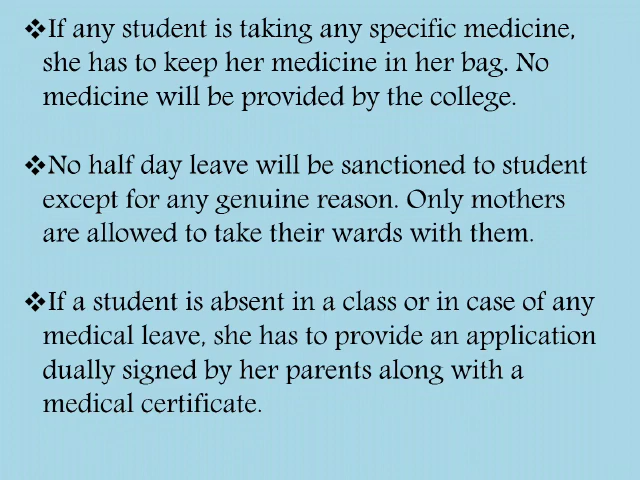 ❖If any student is taking any specific medicine,
she has to keep her medicine in her bag. No
medicine will be provided by the college.
❖No half day leave will be sanctioned to student
except for any genuine reason. Only mothers
are allowed to take their wards with them.
❖If a student is absent in a class or in case of any
medical leave, she has to provide an application
dually signed by her parents along with a
medical certificate.